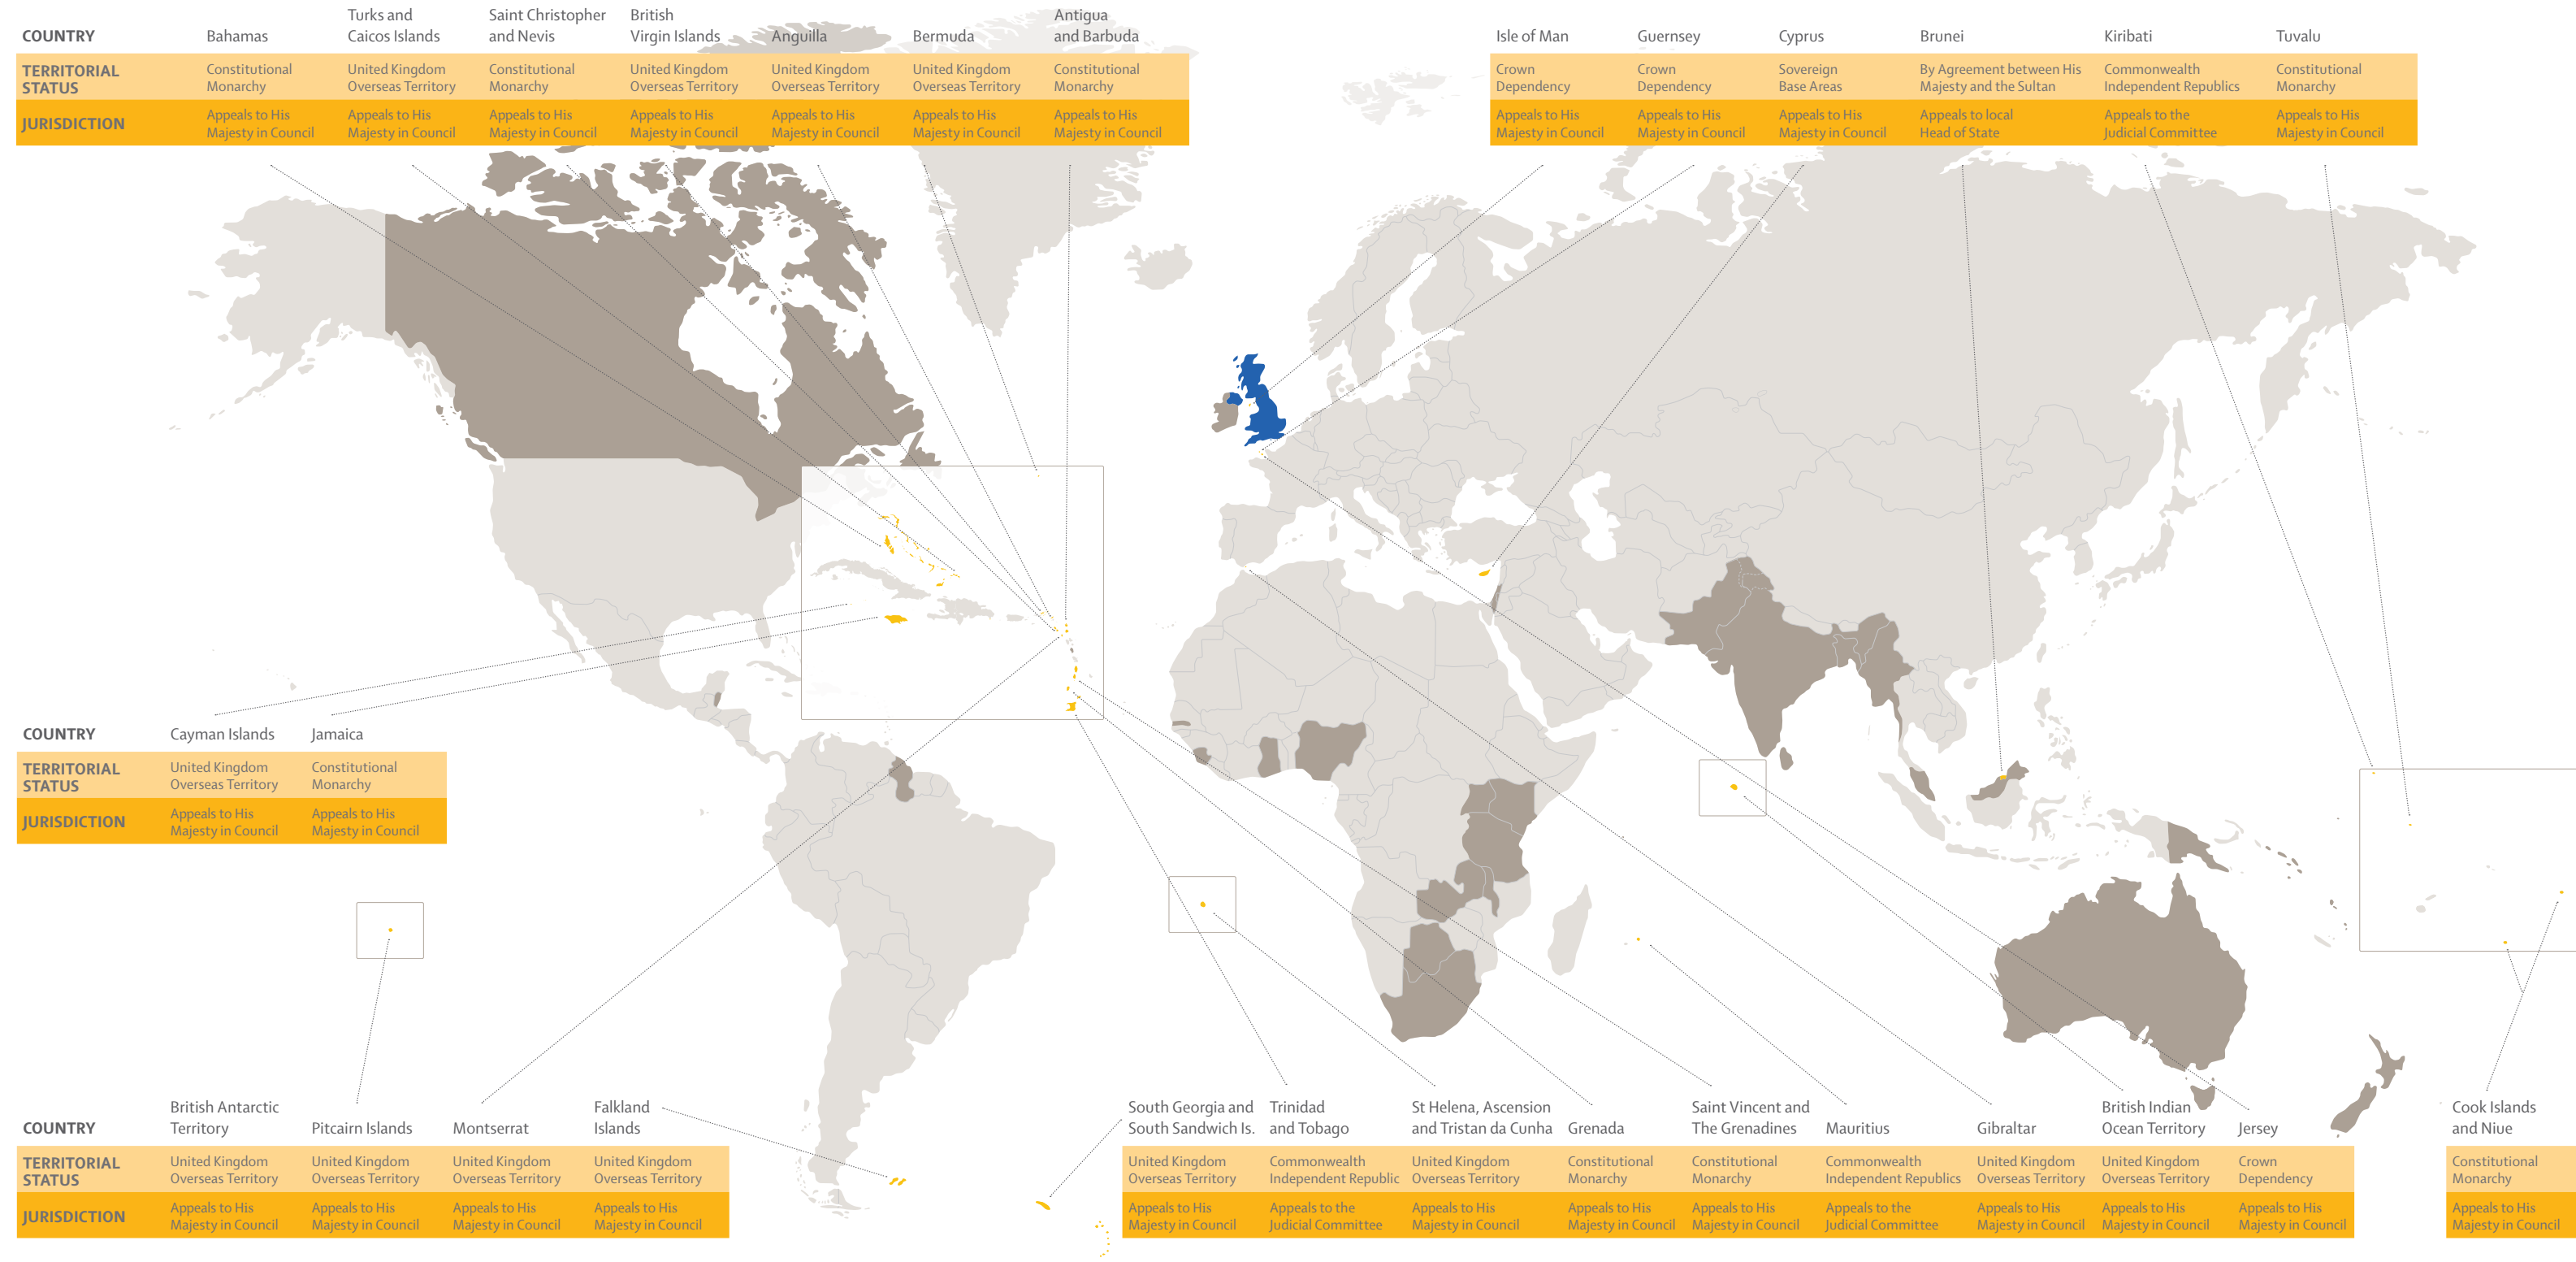 COUNTRY
Bahamas
Turks and
Caicos Islands
Saint Christopher
and Nevis
British
Virgin Islands
Anguilla
Bermuda
Antigua
and Barbuda
TERRITORIAL
STATUS
Constitutional
Monarchy
United Kingdom
Overseas Territory
Constitutional
Monarchy
United Kingdom
Overseas Territory
United Kingdom
Overseas Territory
United Kingdom
Overseas Territory
Constitutional
Monarchy
JURISDICTION
Appeals to His
Majesty in Council
Appeals to His
Majesty in Council
Appeals to His
Majesty in Council
Appeals to His
Majesty in Council
Appeals to His
Majesty in Council
Appeals to His
Majesty in Council
Appeals to His
Majesty in Council
Isle of Man
Guernsey
Cyprus
Brunei
Kiribati
Tuvalu
Crown
Dependency
Crown
Dependency
Sovereign
Base Areas
By Agreement between His
Majesty and the Sultan
Commonwealth
Independent Republics
Constitutional
Monarchy
Appeals to His
Majesty in Council
Appeals to His
Majesty in Council
Appeals to His
Majesty in Council
Appeals to local
Head of State
Appeals to the
Judicial Committee
Appeals to His
Majesty in Council
COUNTRY
Cayman Islands
Jamaica
TERRITORIAL
STATUS
United Kingdom
Overseas Territory
Constitutional
Monarchy
JURISDICTION
Appeals to His
Majesty in Council
Appeals to His
Majesty in Council
COUNTRY
British Antarctic
Territory
Pitcairn Islands
Montserrat
Falkland
Islands
TERRITORIAL
STATUS
United Kingdom
Overseas Territory
United Kingdom
Overseas Territory
United Kingdom
Overseas Territory
United Kingdom
Overseas Territory
JURISDICTION
Appeals to His
Majesty in Council
Appeals to His
Majesty in Council
Appeals to His
Majesty in Council
Appeals to His
Majesty in Council
South Georgia and
South Sandwich Is.
Trinidad
and Tobago
St Helena, Ascension
and Tristan da Cunha
Grenada
Saint Vincent and
The Grenadines
Mauritius
Gibraltar
British Indian
Ocean Territory
Jersey
United Kingdom
Overseas Territory
Commonwealth
Independent Republic
United Kingdom
Overseas Territory
Constitutional
Monarchy
Constitutional
Monarchy
Commonwealth
Independent Republics
United Kingdom
Overseas Territory
United Kingdom
Overseas Territory
Crown
Dependency
Appeals to His
Majesty in Council
Appeals to the
Judicial Committee
Appeals to His
Majesty in Council
Appeals to His
Majesty in Council
Appeals to His
Majesty in Council
Appeals to the
Judicial Committee
Appeals to His
Majesty in Council
Appeals to His
Majesty in Council
Appeals to His
Majesty in Council
Cook Islands
and Niue
Constitutional
Monarchy
Appeals to His
Majesty in Council